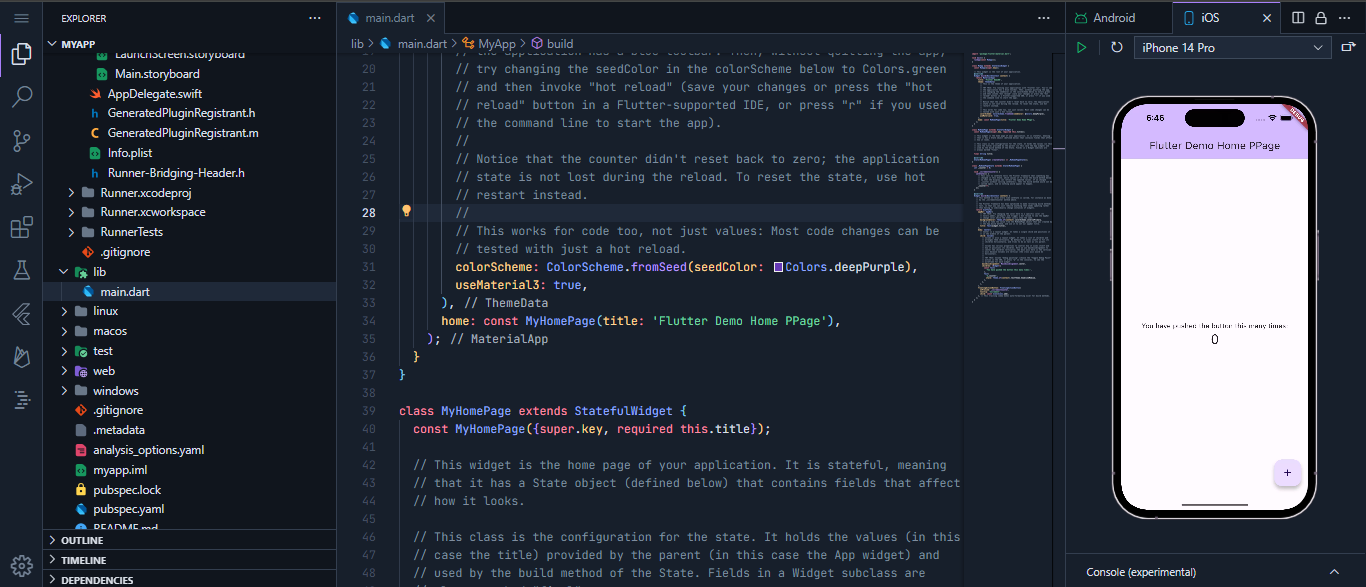 EXPLORER
MYAPP
LaunchScreen.storyboard
Main.storyboard
AppDelegate.swift
GeneratedPluginRegistrant.h
GeneratedPluginRegistrant.m
Info.plist
Runner-Bridging-Header.h
Runner.xcodeproj
Runner.xcworkspace
RunnerTests
.gitignore
lib
main.dart
linux
macos
test
web
windows
.gitignore
.metadata
analysis_options.yaml
myapp.iml
pubspec.lock
pubspec.yaml
README.md
OUTLINE
TIMELINE
DEPENDENCIES
main.dart
lib > main.dart > MyApp > build
20 // try changing the seedColor in the colorScheme below to Colors.green
21 // and then invoke "hot reload" (save your changes or press the "hot
22 // reload" button in a Flutter-supported IDE, or press "r" if you used
23 // the command line to start the app).
24 //
25 // Notice that the counter didn't reset back to zero; the application
26 // state is not lost during the reload. To reset the state, use hot
27 // restart instead.
28 //
29 // This works for code too, not just values: Most code changes can be
30 // tested with just a hot reload.
31 colorScheme: ColorScheme.fromSeed(seedColor: Colors.deepPurple),
32 useMaterial3: true,
33 ), // ThemeData
34 home: const MyHomePage(title: 'Flutter Demo Home PPage'),
35 ); // MaterialApp
36 }
37 }
38
39 class MyHomePage extends StatefulWidget {
40 const MyHomePage({super.key, required this.title});
41
42 // This widget is the home page of your application. It is stateful, meaning
43 // that it has a State object (defined below) that contains fields that affect
44 // how it looks.
45
46 // This class is the configuration for the state. It holds the values (in this
47 // case the title) provided by the parent (in this case the App widget) and
48 // used by the build method of the State. Fields in a Widget subclass are
Android
iOS
iPhone 14 Pro
6:46
DEBUG
Flutter Demo Home PPage
You have pushed the button this many times:
0
+
Console (experimental)